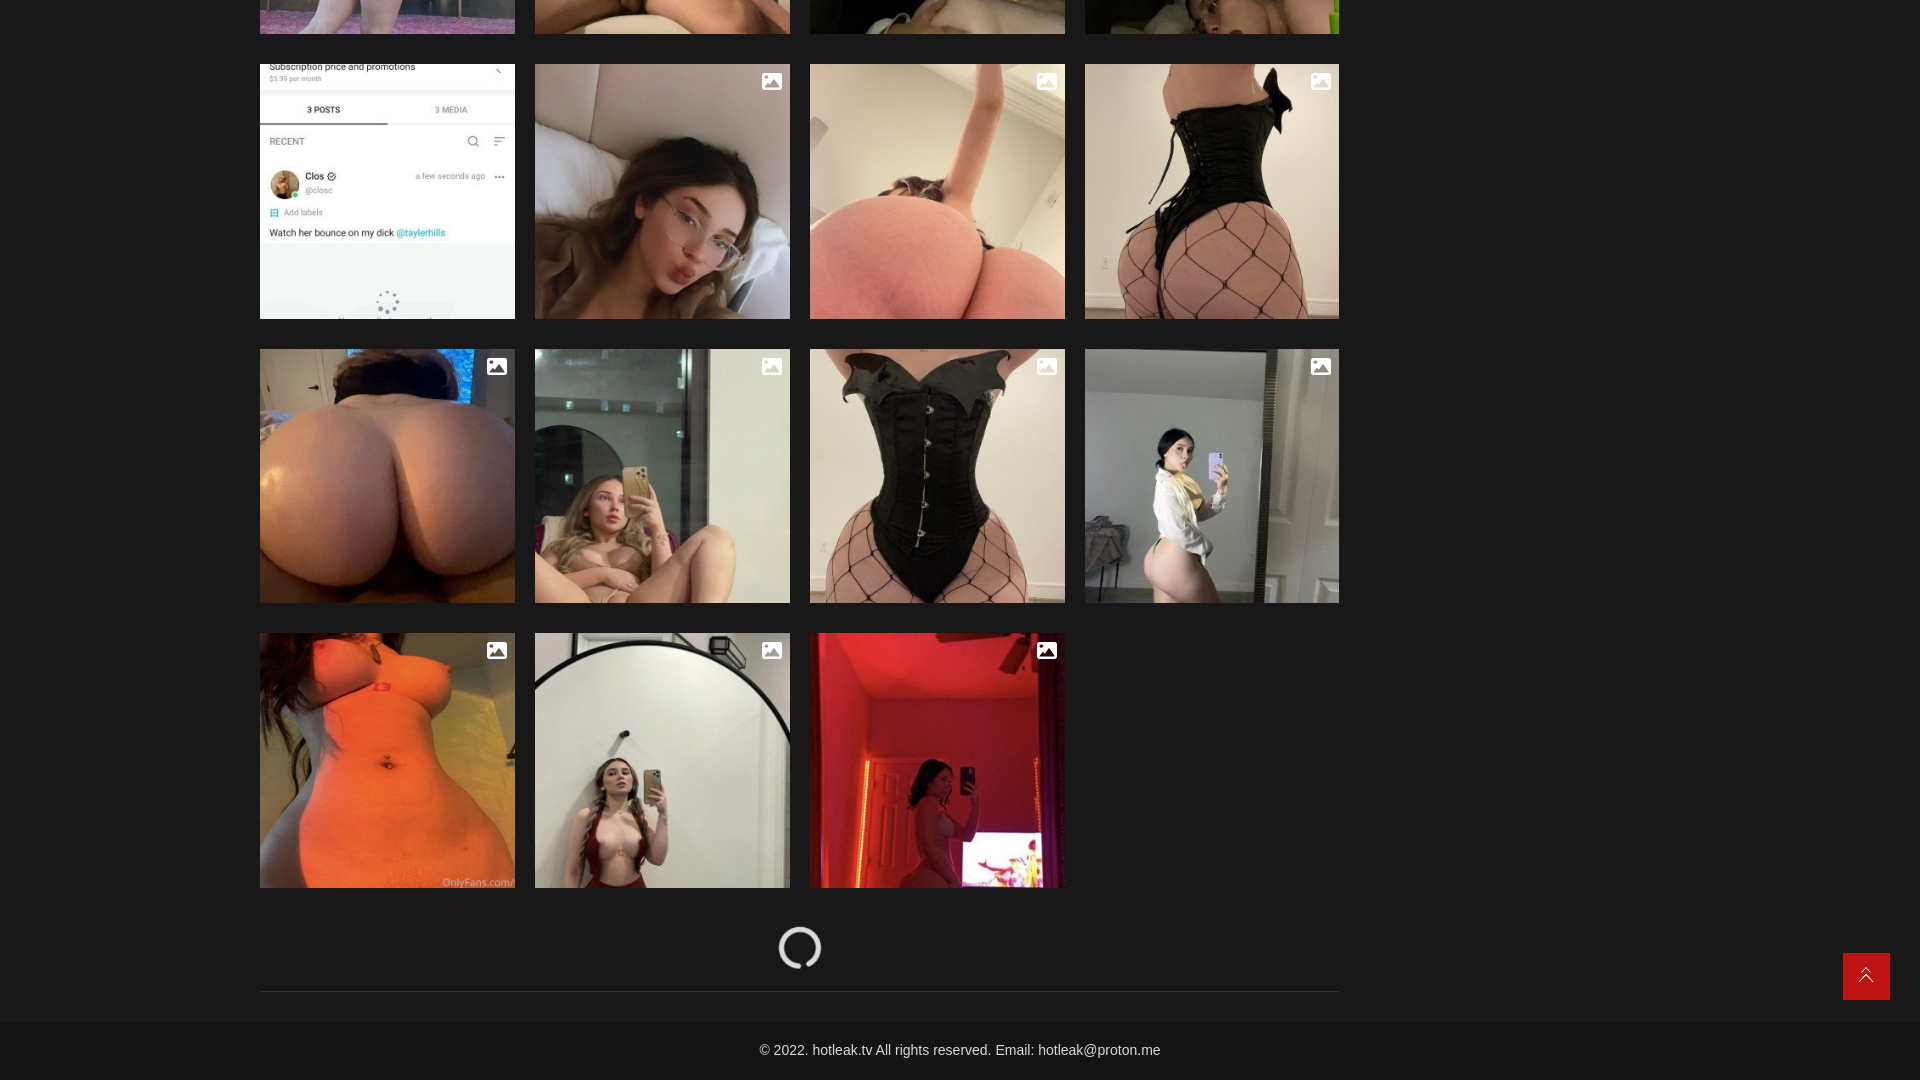 Subscription price and promotions
$5.99 per month
3 POSTS
3 MEDIA
RECENT
Clos
a few seconds ago
@closc
Add labels
Watch her bounce on my dick @taylerhills
OnlyFans.com/
© 2022. hotleak.tv All rights reserved. Email: hotleak@proton.me